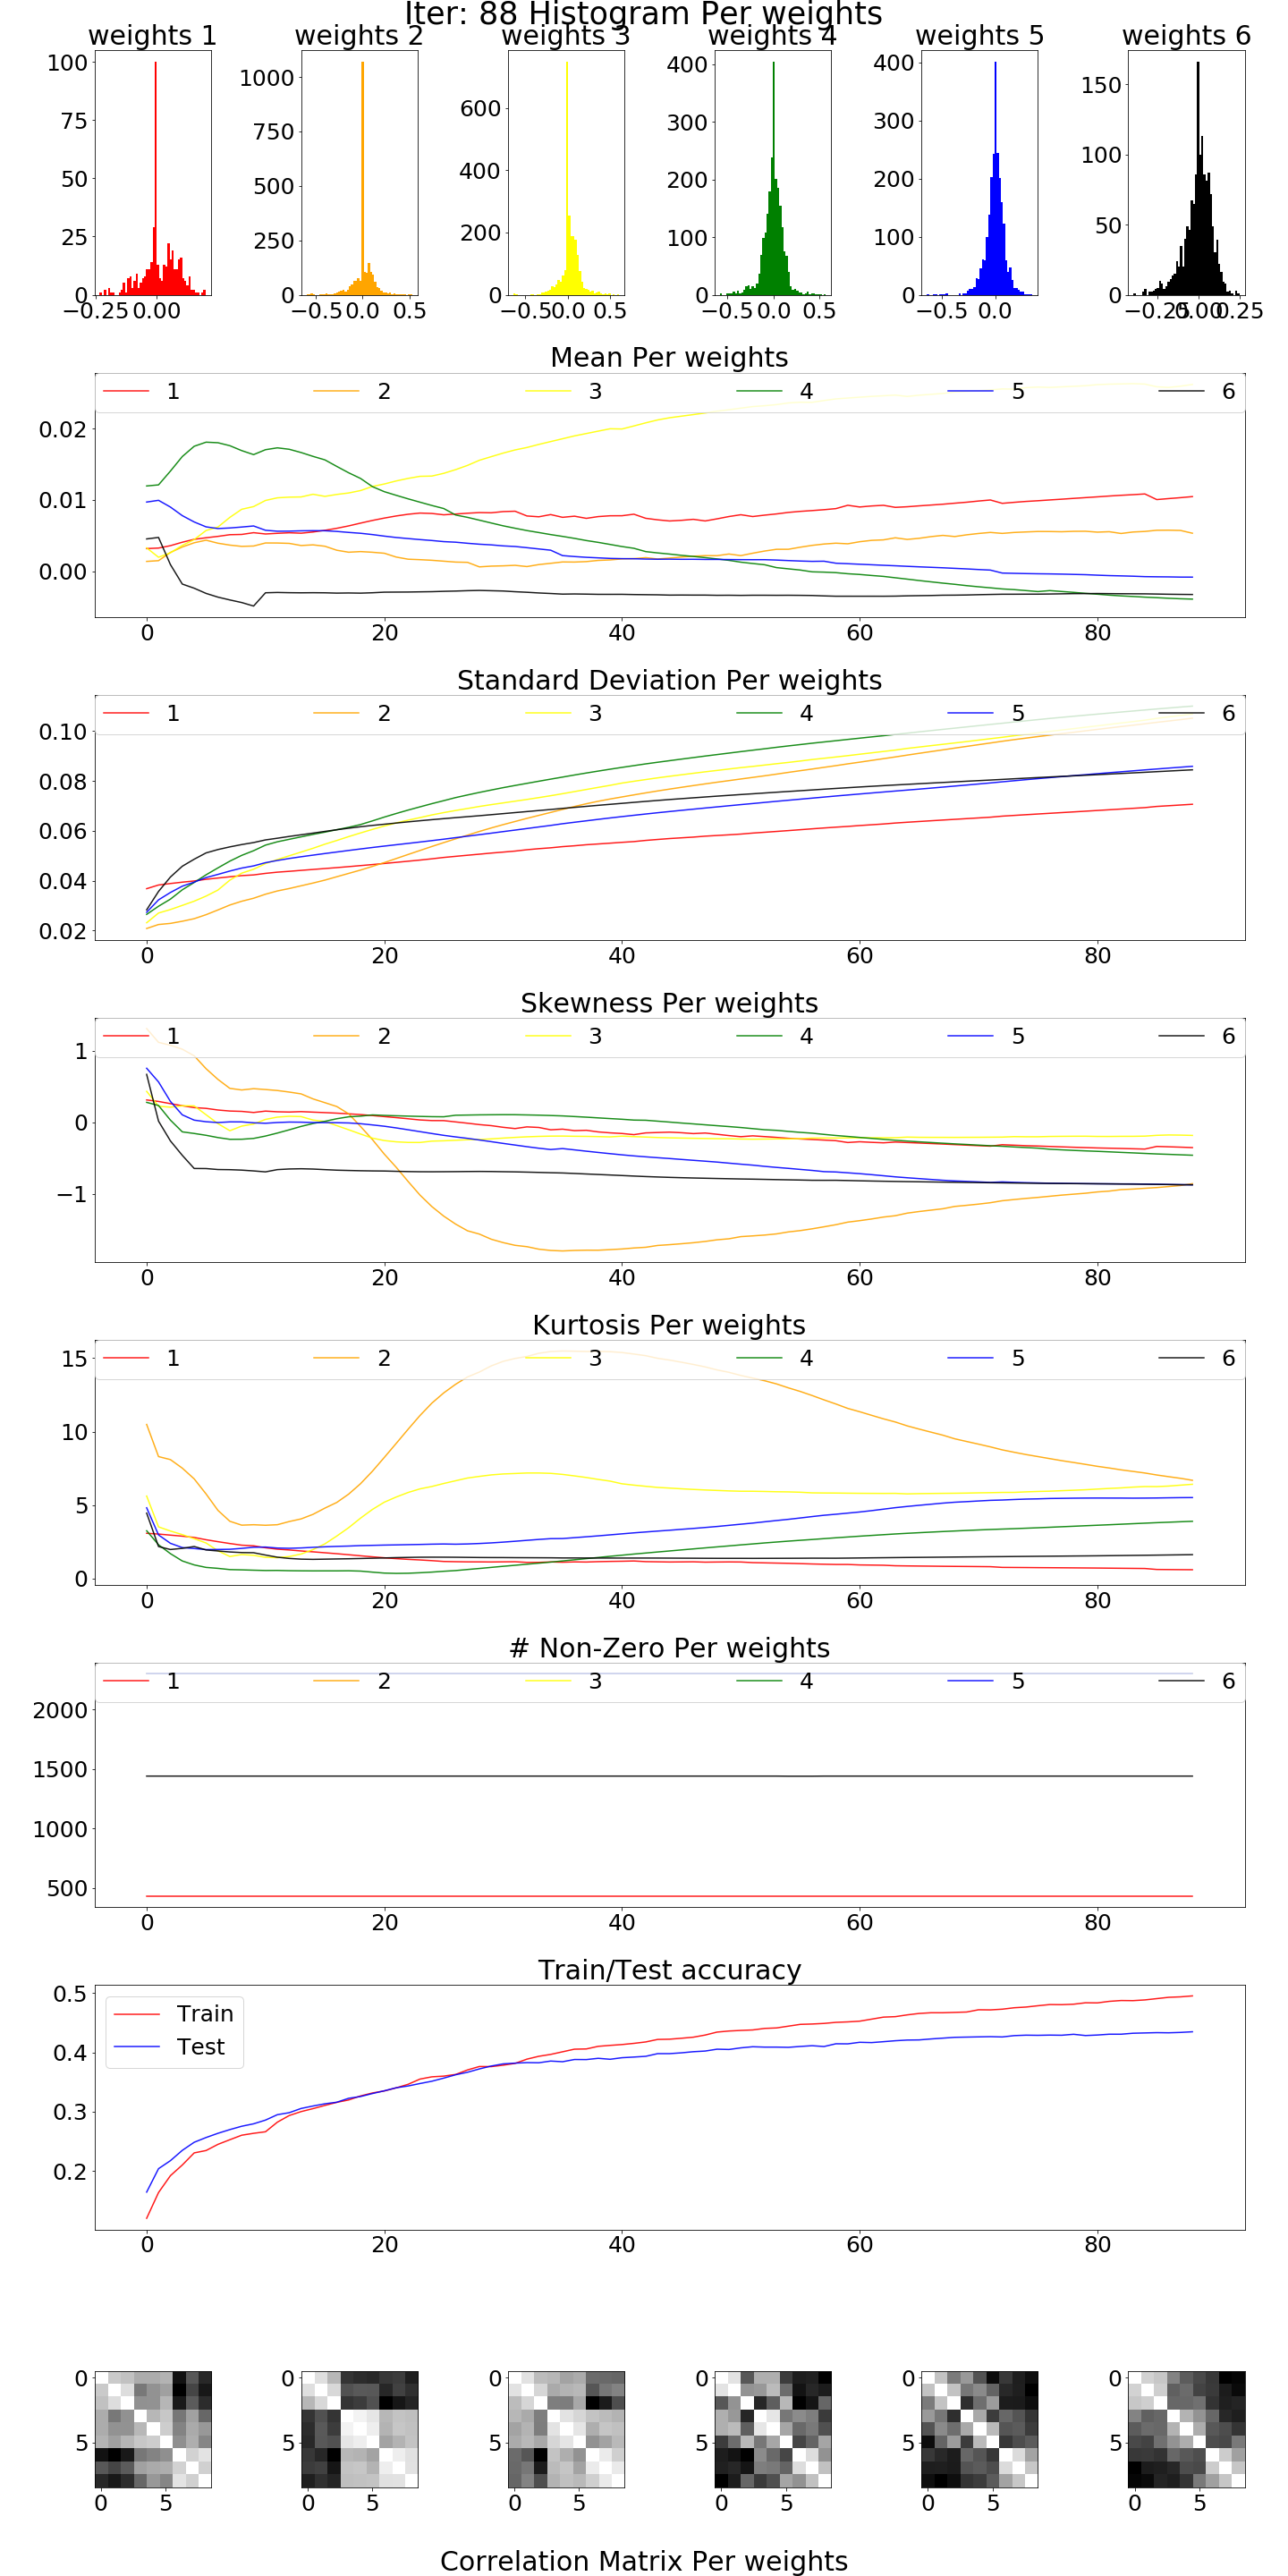 Iter: 88 Histogram Per weights
weights 1 weights 2 weights 3 weights 4 weights 5 weights 6
100 1000 600 400 400 150
75 750 400 300 300 100
50 500 200 200 200 50
25 250 100 100
0 0 0 0 0 0
−0.25 0.00 −0.5 0.0 0.5 −0.5 0.0 0.5 −0.5 0.0 0.5 −0.5 0.0 −0.25 0.00 0.25
Mean Per weights
1 2 3 4 5 6
0.02
0.01
0.00
0 20 40 60 80
Standard Deviation Per weights
1 2 3 4 5 6
0.10
0.08
0.06
0.04
0.02
0 20 40 60 80
Skewness Per weights
1 2 3 4 5 6
1
0
−1
0 20 40 60 80
Kurtosis Per weights
1 2 3 4 5 6
15
10
5
0
0 20 40 60 80
# Non-Zero Per weights
1 2 3 4 5 6
2000
1500
1000
500
0 20 40 60 80
Train/Test accuracy
Train
Test
0.5
0.4
0.3
0.2
0 20 40 60 80
0 0 0 0 0 0
5 5 5 5 5 5
0 5 0 5 0 5 0 5 0 5 0 5
Correlation Matrix Per weights